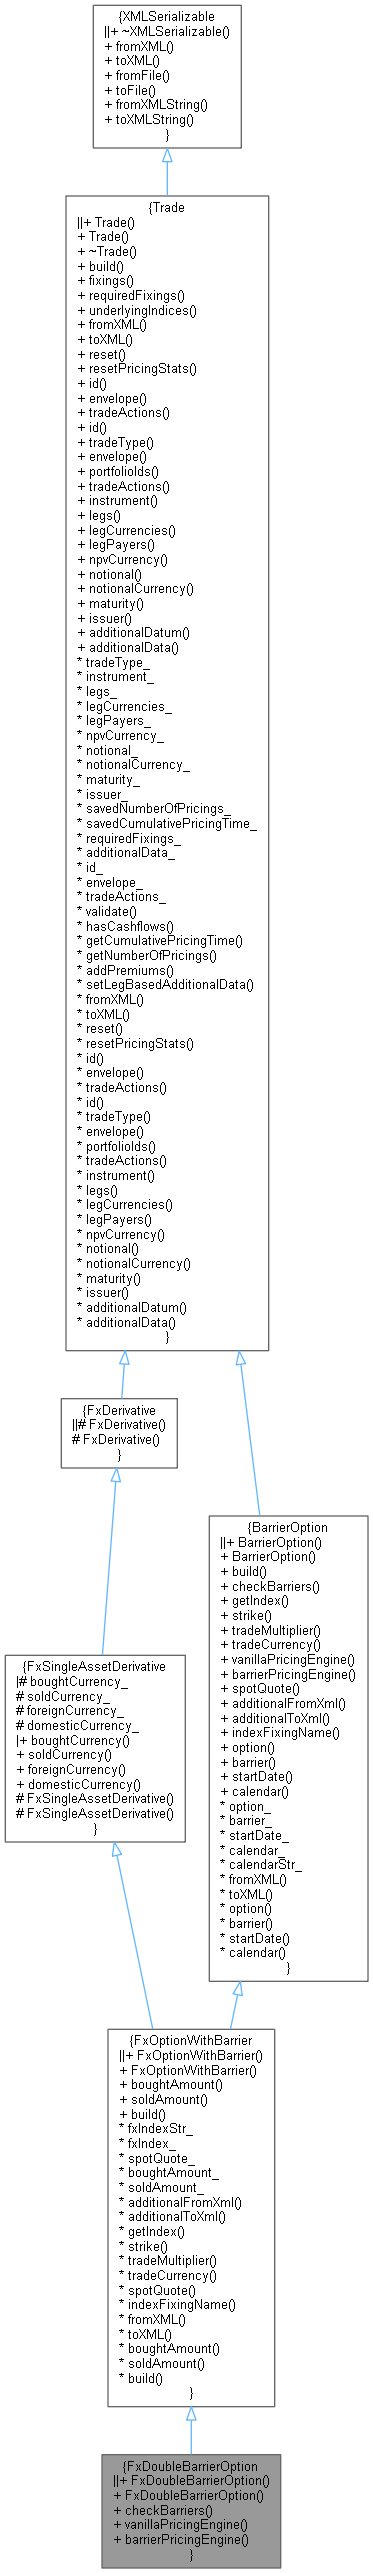 {XMLSerializable
||+ ~XMLSerializable()
+ fromXML()
+ toXML()
+ fromFile()
+ toFile()
+ fromXMLString()
+ toXMLString()
}
{Trade
||+ Trade()
+ Trade()
+ ~Trade()
+ build()
+ fixings()
+ requiredFixings()
+ underlyingIndices()
+ fromXML()
+ toXML()
+ reset()
+ resetPricingStats()
+ id()
+ envelope()
+ tradeActions()
+ id()
+ tradeType()
+ envelope()
+ portfolioIds()
+ tradeActions()
+ instrument()
+ legs()
+ legCurrencies()
+ legPayers()
+ npvCurrency()
+ notional()
+ notionalCurrency()
+ maturity()
+ issuer()
+ additionalDatum()
+ additionalData()
* tradeType_
* instrument_
* legs_
* legCurrencies_
* legPayers_
* npvCurrency_
* notional_
* notionalCurrency_
* maturity_
* issuer_
* savedNumberOfPricings_
* savedCumulativePricingTime_
* requiredFixings_
* additionalData_
* id_
* envelope_
* tradeActions_
* validate()
* hasCashflows()
* getCumulativePricingTime()
* getNumberOfPricings()
* addPremiums()
* setLegBasedAdditionalData()
* fromXML()
* toXML()
* reset()
* resetPricingStats()
* id()
* envelope()
* tradeActions()
* id()
* tradeType()
* envelope()
* portfolioIds()
* tradeActions()
* instrument()
* legs()
* legCurrencies()
* legPayers()
* npvCurrency()
* notional()
* notionalCurrency()
* maturity()
* issuer()
* additionalDatum()
* additionalData()
}
{FxDerivative
||# FxDerivative()
# FxDerivative()
}
{BarrierOption
||+ BarrierOption()
+ BarrierOption()
+ build()
+ checkBarriers()
+ getIndex()
+ strike()
+ tradeMultiplier()
+ tradeCurrency()
+ vanillaPricingEngine()
+ barrierPricingEngine()
+ spotQuote()
+ additionalFromXml()
+ additionalToXml()
+ indexFixingName()
+ option()
+ barrier()
+ startDate()
+ calendar()
* option_
* barrier_
* startDate_
* calendar_
* calendarStr_
* fromXML()
* toXML()
* option()
* barrier()
* startDate()
* calendar()
}
{FxSingleAssetDerivative
|# boughtCurrency_
# soldCurrency_
# foreignCurrency_
# domesticCurrency_
|+ boughtCurrency()
+ soldCurrency()
+ foreignCurrency()
+ domesticCurrency()
# FxSingleAssetDerivative()
# FxSingleAssetDerivative()
}
{FxOptionWithBarrier
||+ FxOptionWithBarrier()
+ FxOptionWithBarrier()
+ boughtAmount()
+ soldAmount()
+ build()
* fxIndexStr_
* fxIndex_
* spotQuote_
* boughtAmount_
* soldAmount_
* additionalFromXml()
* additionalToXml()
* getIndex()
* strike()
* tradeMultiplier()
* tradeCurrency()
* spotQuote()
* indexFixingName()
* fromXML()
* toXML()
* boughtAmount()
* soldAmount()
* build()
}
{FxDoubleBarrierOption
||+ FxDoubleBarrierOption()
+ FxDoubleBarrierOption()
+ checkBarriers()
+ vanillaPricingEngine()
+ barrierPricingEngine()
}